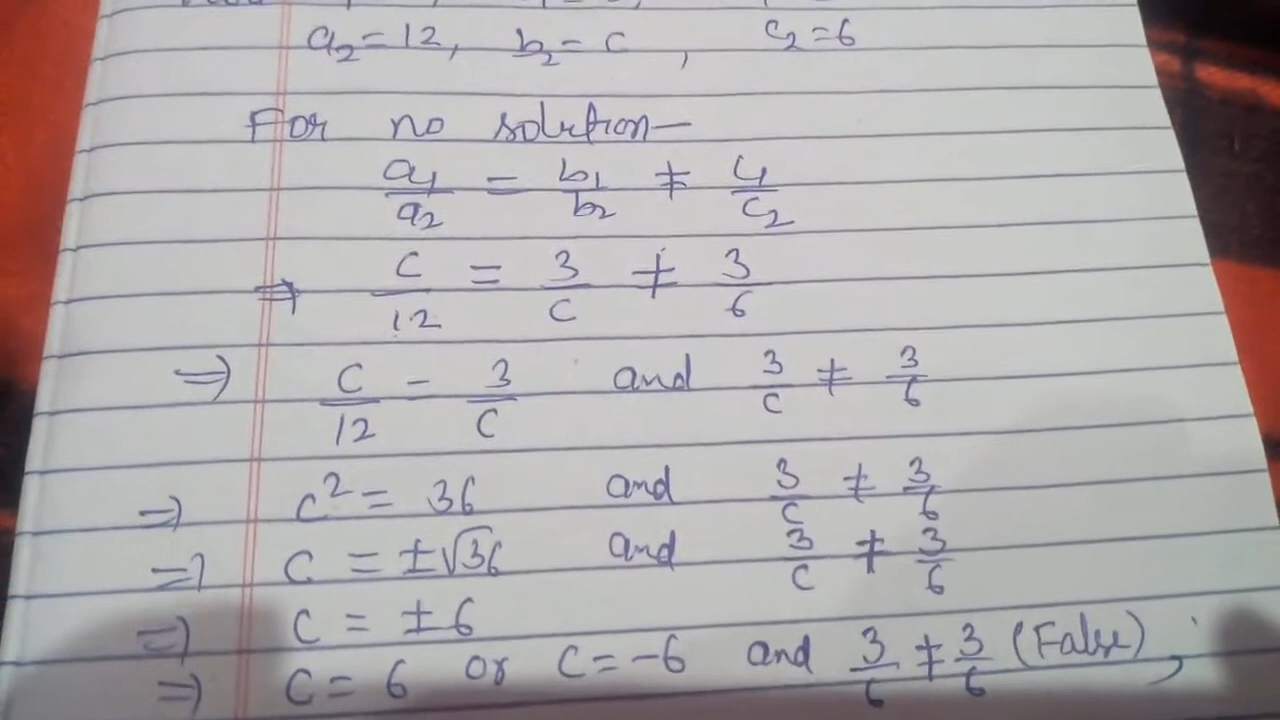 a₂ = 12, b₂ = c, c₂ = 6
For no solution—
a₁/a₂ = b₁/b₂ ≠ c₁/c₂
⇒ c/12 = 3/c ≠ 3/6
⇒ c/12 = 3/c and 3/c ≠ 3/6
⇒ c² = 36 and 3/c ≠ 3/6
⇒ c = ±√36 and 3/c ≠ 3/6
⇒ c = ±6
⇒ c = 6 or c = -6 and 3/6 ≠ 3/6 (False),